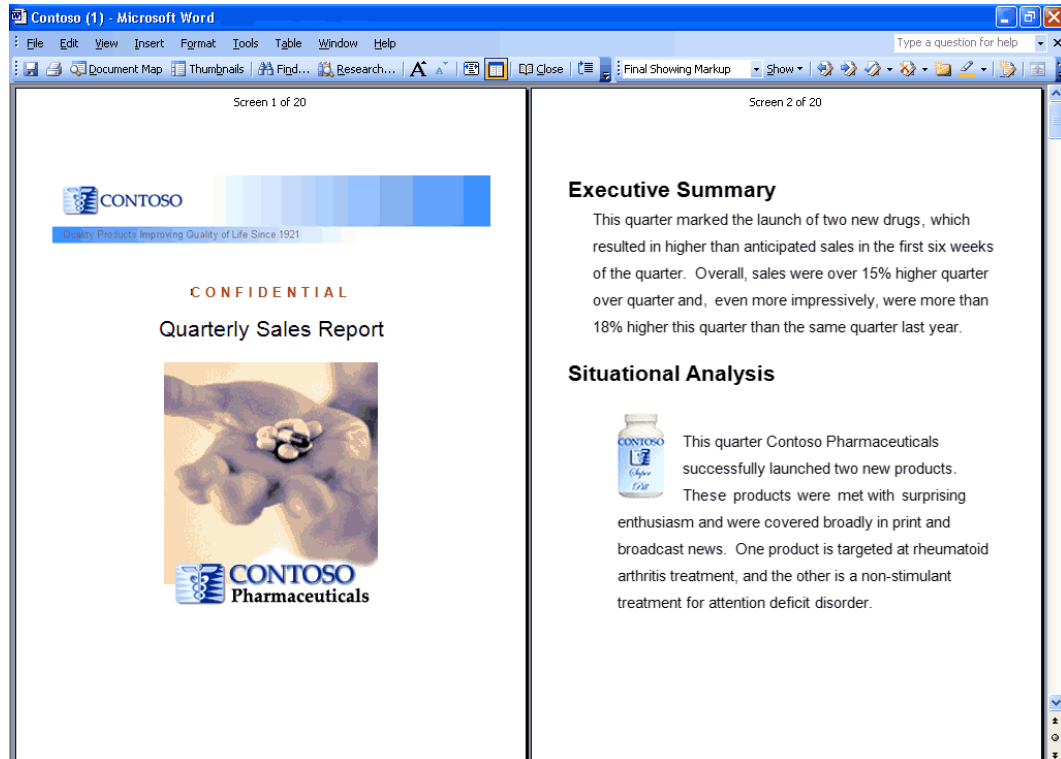 Contoso (1) - Microsoft Word
File Edit View Insert Format Tools Table Window Help
Type a question for help
Document Map Thumbnails Find... Research... A A Close Final Showing Markup Show
Screen 1 of 20
CONTOSO
Quality Products Improving Quality of Life Since 1921
CONFIDENTIAL
Quarterly Sales Report
CONTOSO
Pharmaceuticals
Screen 2 of 20
Executive Summary
This quarter marked the launch of two new drugs, which
resulted in higher than anticipated sales in the first six weeks
of the quarter. Overall, sales were over 15% higher quarter
over quarter and, even more impressively, were more than
18% higher this quarter than the same quarter last year.
Situational Analysis
CONTOSO
Super
Pill
This quarter Contoso Pharmaceuticals
successfully launched two new products.
These products were met with surprising
enthusiasm and were covered broadly in print and
broadcast news. One product is targeted at rheumatoid
arthritis treatment, and the other is a non-stimulant
treatment for attention deficit disorder.